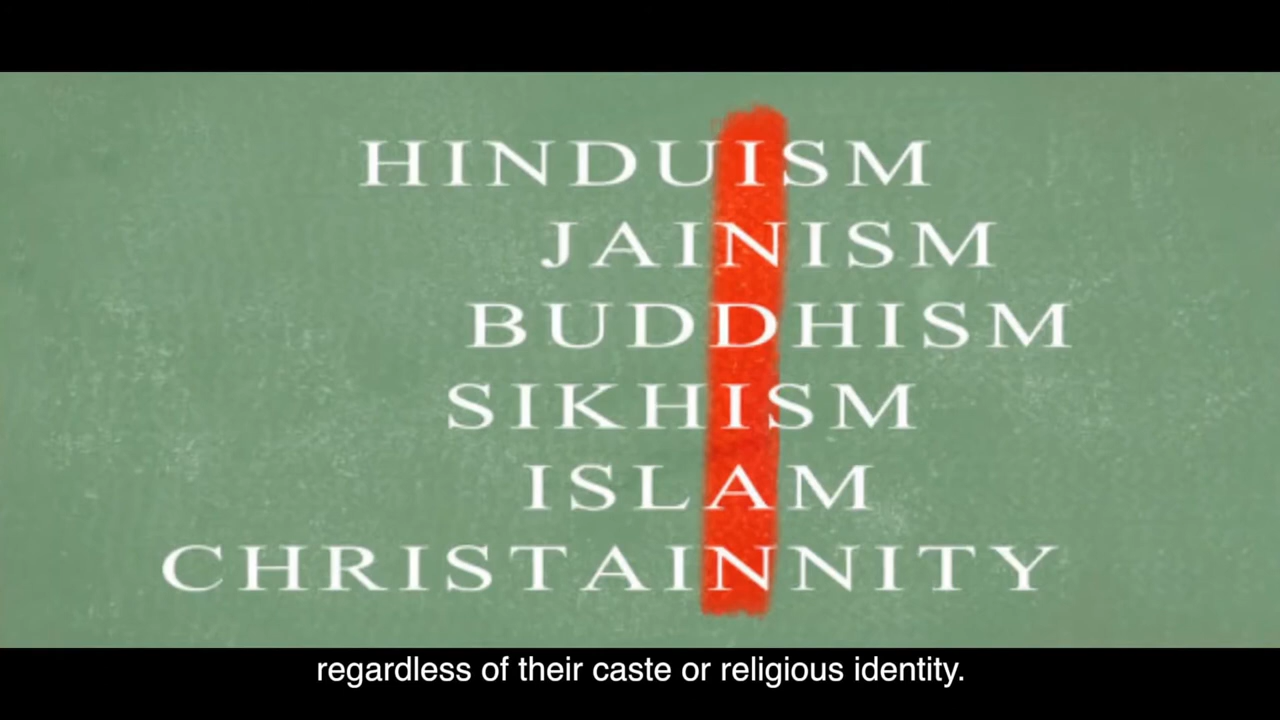 HINDUISM
JAINISM
BUDDHISM
SIKHISM
ISLAM
CHRISTAINNITY
regardless of their caste or religious identity.